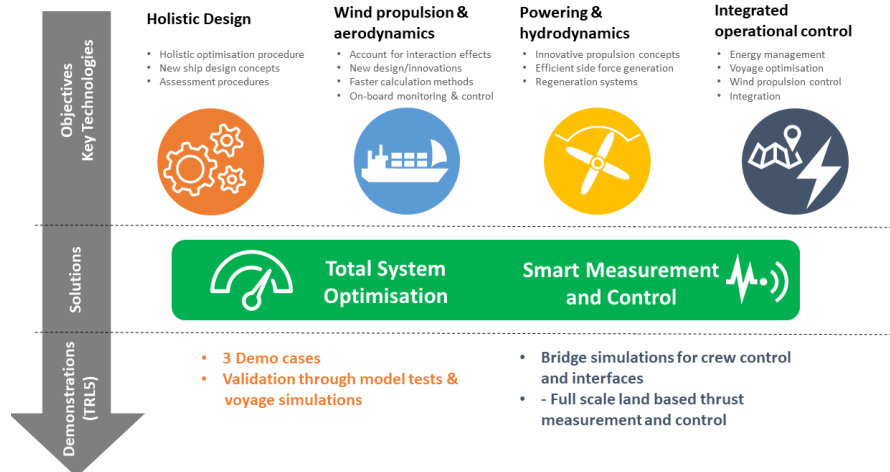 Objectives
Key Technologies
Holistic Design
• Holistic optimisation procedure
• New ship design concepts
• Assessment procedures
Wind propulsion &
aerodynamics
• Account for interaction effects
• New design/innovations
• Faster calculation methods
• On-board monitoring & control
Powering &
hydrodynamics
• Innovative propulsion concepts
• Efficient side force generation
• Regeneration systems
Integrated
operational control
• Energy management
• Voyage optimisation
• Wind propulsion control
• Integration
Solutions
Total System
Optimisation
Smart Measurement
and Control
Demonstrations
(TRL5)
• 3 Demo cases
• Validation through model tests &
voyage simulations
• Bridge simulations for crew control
and interfaces
• - Full scale land based thrust
measurement and control